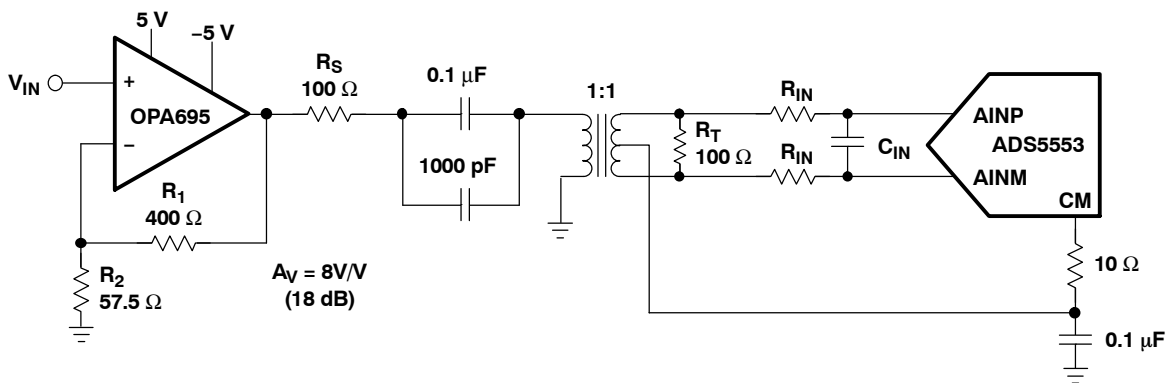 5 V
−5 V
V_IN
+
−
OPA695
R_S
100 Ω
0.1 μF
1000 pF
1:1
R_T
100 Ω
R_IN
R_IN
C_IN
AINP
ADS5553
AINM
CM
R_1
400 Ω
R_2
57.5 Ω
A_V = 8V/V
(18 dB)
10 Ω
0.1 μF